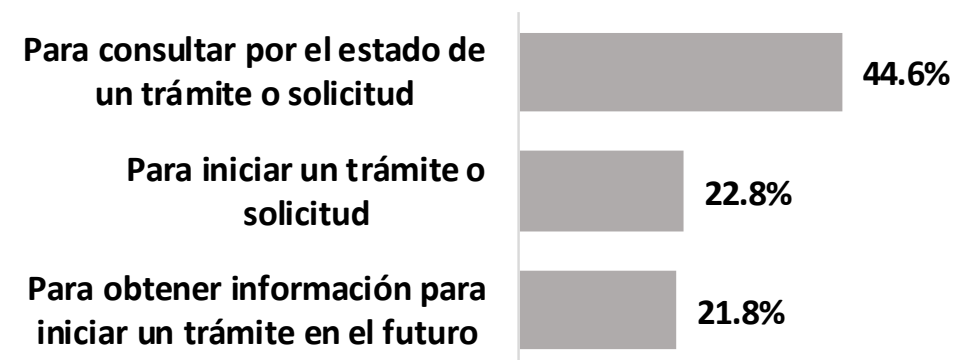 Para consultar por el estado de
un trámite o solicitud
44.6%
Para iniciar un trámite o
solicitud
22.8%
Para obtener información para
iniciar un trámite en el futuro
21.8%